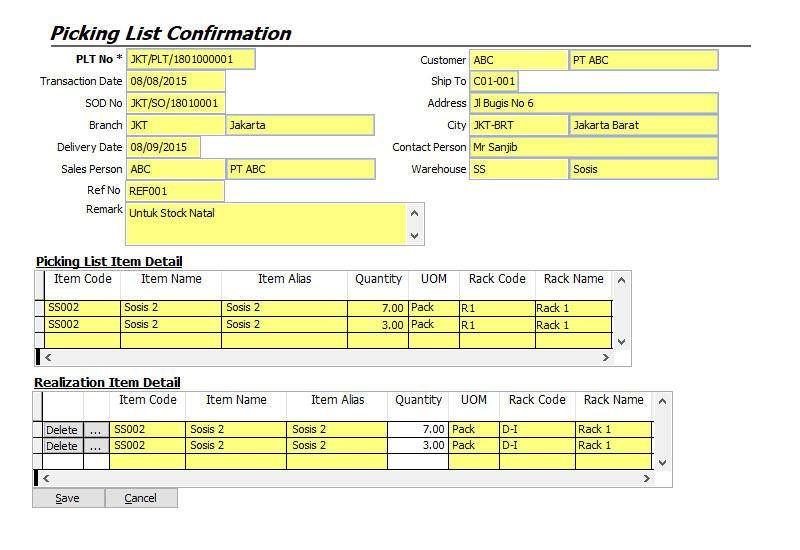 Picking List Confirmation
PLT No * JKT/PLT/1801000001 Customer ABC PT ABC
Transaction Date 08/08/2015 Ship To C01-001
SOD No JKT/SO/18010001 Address Jl Bugis No 6
Branch JKT Jakarta City JKT-BRT Jakarta Barat
Delivery Date 08/09/2015 Contact Person Mr Sanjib
Sales Person ABC PT ABC Warehouse SS Sosis
Ref No REF001
Remark Untuk Stock Natal
Picking List Item Detail
Item Code Item Name Item Alias Quantity UOM Rack Code Rack Name
SS002 Sosis 2 Sosis 2 7.00 Pack R1 Rack 1
SS002 Sosis 2 Sosis 2 3.00 Pack R1 Rack 1
Realization Item Detail
Item Code Item Name Item Alias Quantity UOM Rack Code Rack Name
Delete ... SS002 Sosis 2 Sosis 2 7.00 Pack D-I Rack 1
Delete ... SS002 Sosis 2 Sosis 2 3.00 Pack D-I Rack 1
Save Cancel